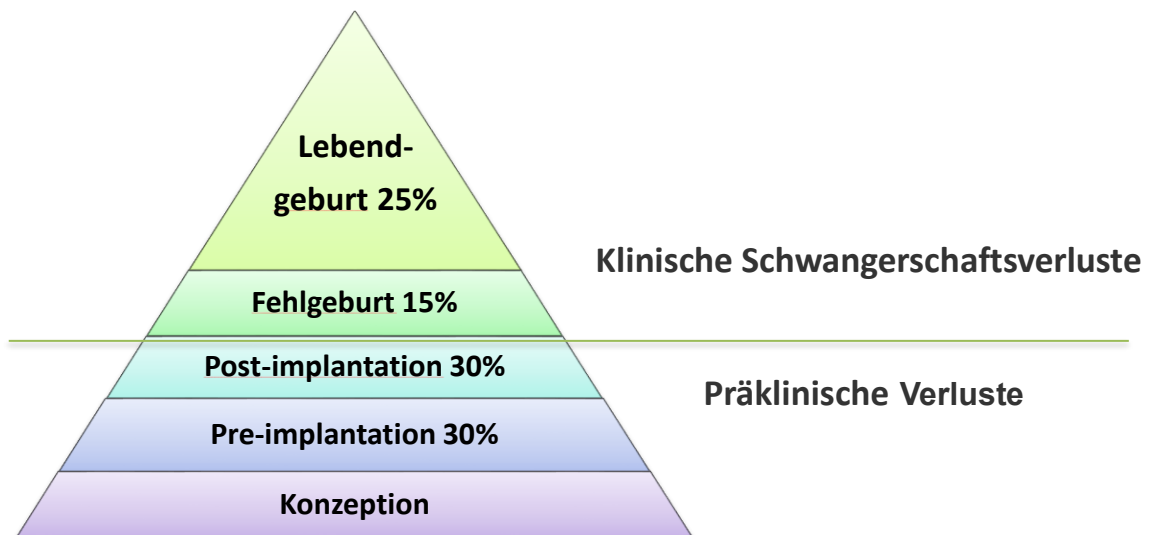 Lebend-
geburt 25%
Klinische Schwangerschaftsverluste
Fehlgeburt 15%
Post-implantation 30%
Präklinische Verluste
Pre-implantation 30%
Konzeption